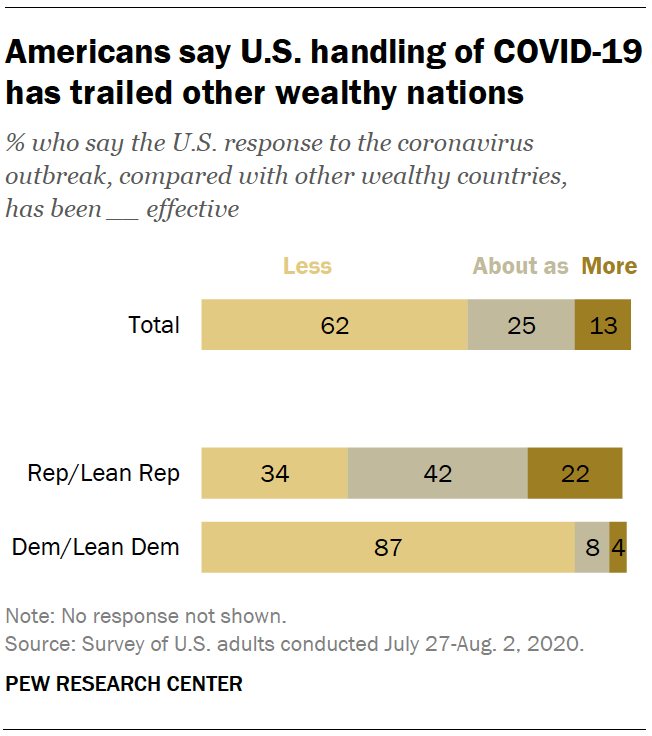 Americans say U.S. handling of COVID-19
has trailed other wealthy nations
% who say the U.S. response to the coronavirus
outbreak, compared with other wealthy countries,
has been __ effective
Less About as More
Total 62 25 13
Rep/Lean Rep 34 42 22
Dem/Lean Dem 87 8 4
Note: No response not shown.
Source: Survey of U.S. adults conducted July 27-Aug. 2, 2020.
PEW RESEARCH CENTER